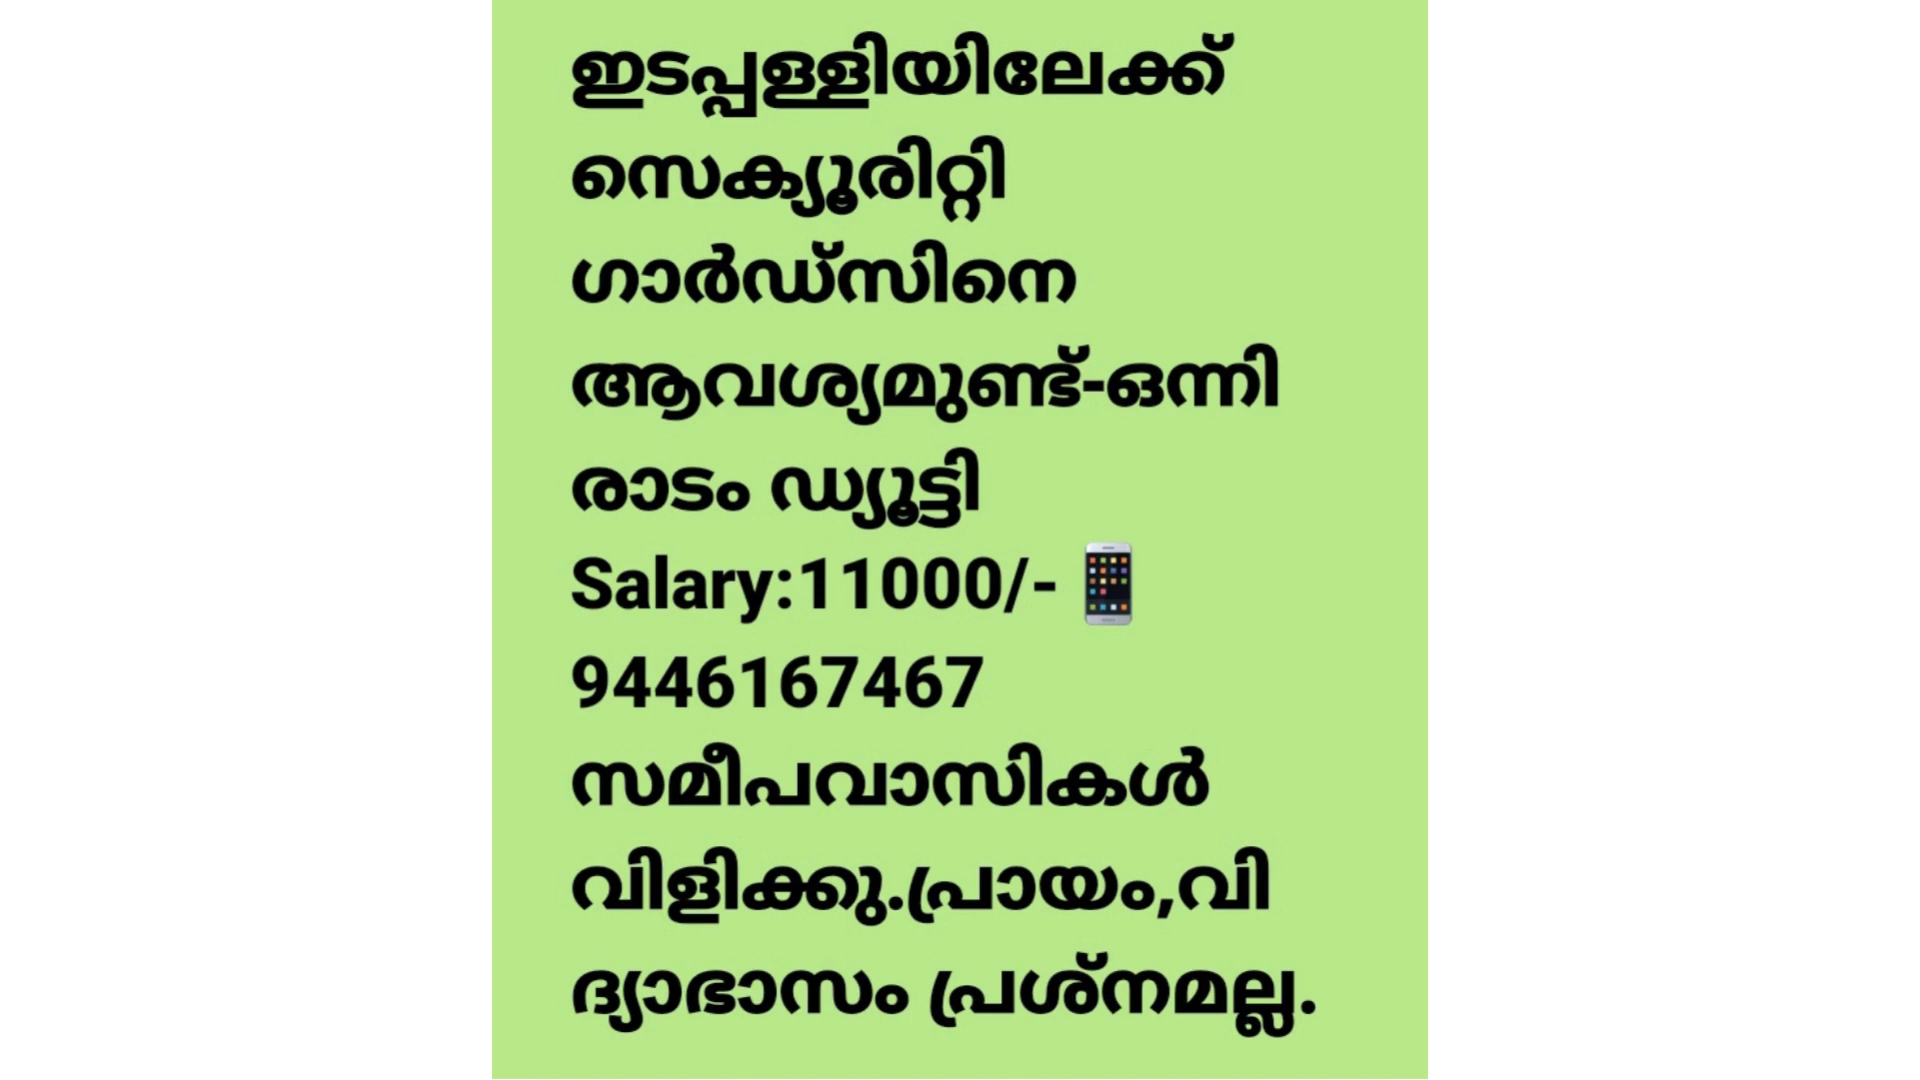 ഇടപ്പള്ളിയിലേക്ക്
സെക്യൂരിറ്റി
ഗാർഡ്സിനെ
ആവശ്യമുണ്ട്-ഒന്നി
രാടം ഡ്യൂട്ടി
Salary:11000/- 📱
9446167467
സമീപവാസികൾ
വിളിക്കു.പ്രായം,വി
ദ്യാഭാസം പ്രശ്നമല്ല.